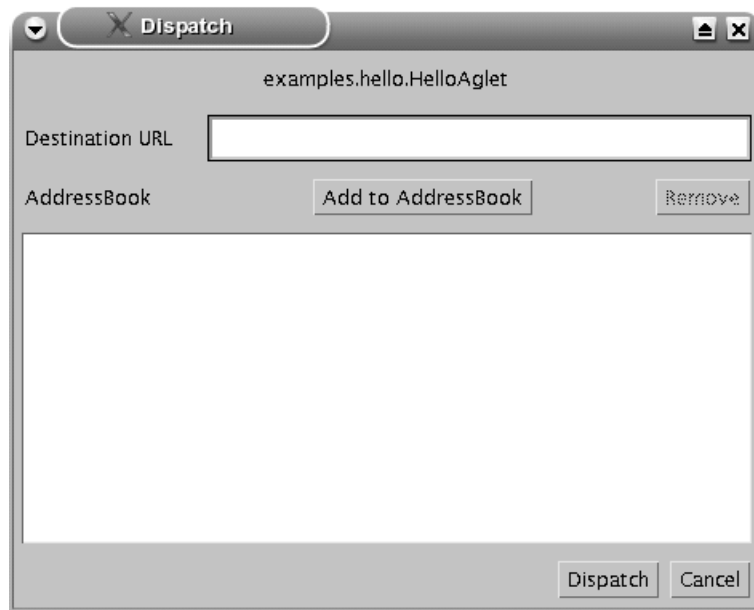 Dispatch
examples.hello.HelloAglet
Destination URL
AddressBook Add to AddressBook Remove
Dispatch Cancel